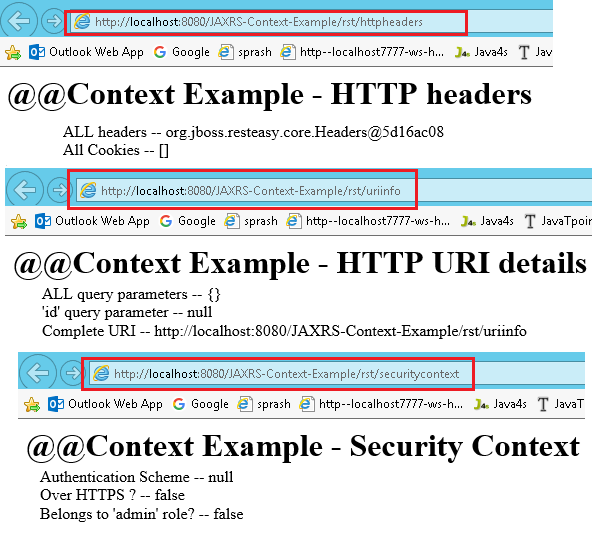 http://localhost:8080/JAXRS-Context-Example/rst/httpheaders
Outlook Web App Google sprash http--localhost7777-ws-h... Java4s Java
@@Context Example - HTTP headers
ALL headers -- org.jboss.resteasy.core.Headers@5d16ac08
All Cookies -- []
http://localhost:8080/JAXRS-Context-Example/rst/uriinfo
Outlook Web App Google sprash http--localhost7777-ws-h... Java4s JavaTpoin
@@Context Example - HTTP URI details
ALL query parameters -- {}
'id' query parameter -- null
Complete URI -- http://localhost:8080/JAXRS-Context-Example/rst/uriinfo
http://localhost:8080/JAXRS-Context-Example/rst/securitycontext
Outlook Web App Google sprash http--localhost7777-ws-h... Java4s JavaT
@@Context Example - Security Context
Authentication Scheme -- null
Over HTTPS ? -- false
Belongs to 'admin' role? -- false